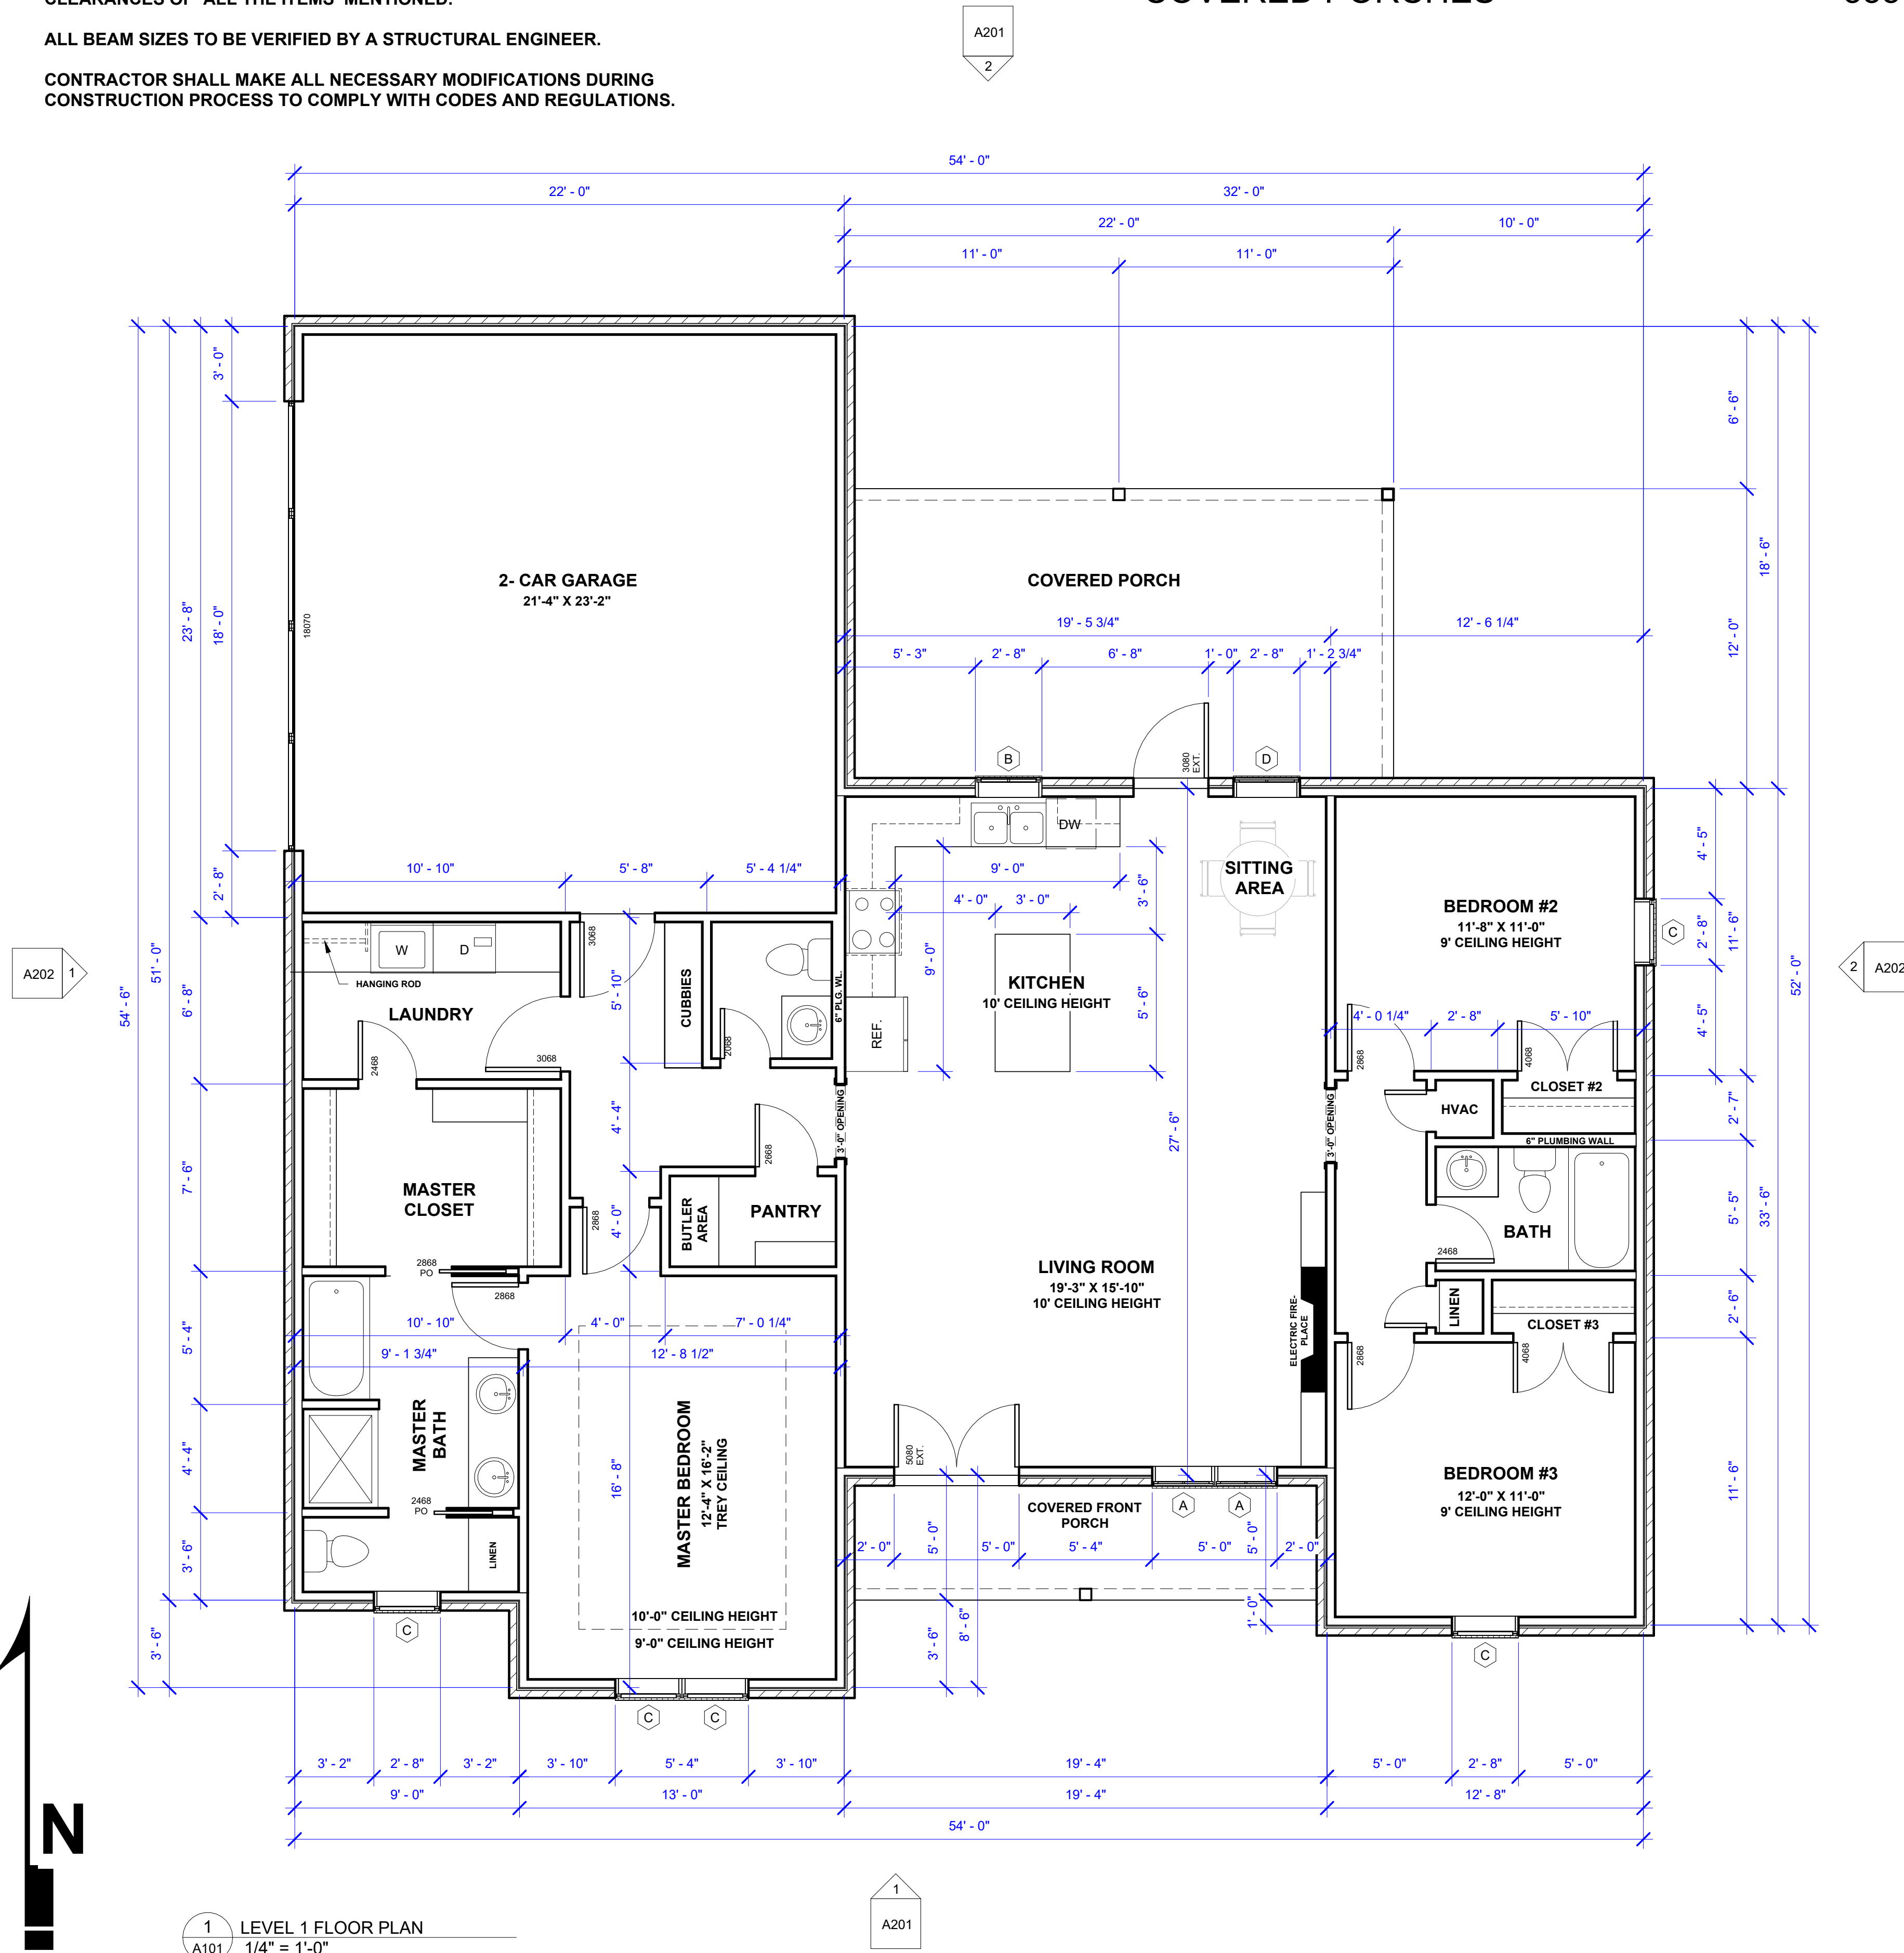 ALL BEAM SIZES TO BE VERIFIED BY A STRUCTURAL ENGINEER.
CONTRACTOR SHALL MAKE ALL NECESSARY MODIFICATIONS DURING
CONSTRUCTION PROCESS TO COMPLY WITH CODES AND REGULATIONS.
A201
2
54' - 0"
22' - 0"
32' - 0"
22' - 0"
10' - 0"
11' - 0"
11' - 0"
3' - 0"
18' - 0"
2' - 8"
23' - 8"
6' - 8"
7' - 6"
5' - 4"
4' - 4"
3' - 6"
51' - 0"
3' - 6"
54' - 6"
6' - 6"
12' - 0"
18' - 6"
4' - 5"
2' - 8"
4' - 5"
11' - 6"
2' - 7"
5' - 5"
2' - 6"
11' - 6"
33' - 6"
52' - 0"
2- CAR GARAGE
21'-4" X 23'-2"
18070
COVERED PORCH
19' - 5 3/4"
12' - 6 1/4"
5' - 3"
2' - 8"
6' - 8"
1' - 0"
2' - 8"
1' - 2 3/4"
B
3080
EXT.
D
DW
10' - 10"
5' - 8"
5' - 4 1/4"
9' - 0"
4' - 0"
3' - 0"
3' - 6"
5' - 6"
9' - 0"
SITTING
AREA
BEDROOM #2
11'-8" X 11'-0"
9' CEILING HEIGHT
C
A202
1
2
A202
W
D
HANGING ROD
LAUNDRY
3068
5' - 10"
CUBBIES
6" PLG. WL.
REF.
KITCHEN
10' CEILING HEIGHT
2468
3068
2068
4' - 0 1/4"
2' - 8"
5' - 10"
2868
4068
CLOSET #2
HVAC
6" PLUMBING WALL
4' - 4"
2668
3'-0" OPENING
27' - 6"
3'-0" OPENING
MASTER
CLOSET
2868
4' - 0"
BUTLER
AREA
PANTRY
BATH
2468
2868
PO
2868
LIVING ROOM
19'-3" X 15'-10"
10' CEILING HEIGHT
ELECTRIC FIRE-
PLACE
LINEN
CLOSET #3
2868
4068
10' - 10"
4' - 0"
7' - 0 1/4"
9' - 1 3/4"
12' - 8 1/2"
MASTER
BATH
2468
PO
LINEN
16' - 8"
MASTER BEDROOM
12'-4" X 16'-2"
TREY CEILING
10'-0" CEILING HEIGHT
9'-0" CEILING HEIGHT
5080
EXT.
COVERED FRONT
PORCH
A
A
2' - 0"
5' - 0"
5' - 0"
5' - 4"
5' - 0"
5' - 0"
2' - 0"
3' - 6"
8' - 6"
1' - 0"
BEDROOM #3
12'-0" X 11'-0"
9' CEILING HEIGHT
C
C
C
C
3' - 2"
2' - 8"
3' - 2"
3' - 10"
5' - 4"
3' - 10"
19' - 4"
5' - 0"
2' - 8"
5' - 0"
9' - 0"
13' - 0"
19' - 4"
12' - 8"
54' - 0"
N
1
A201
1
LEVEL 1 FLOOR PLAN
A101
1/4" = 1'-0"